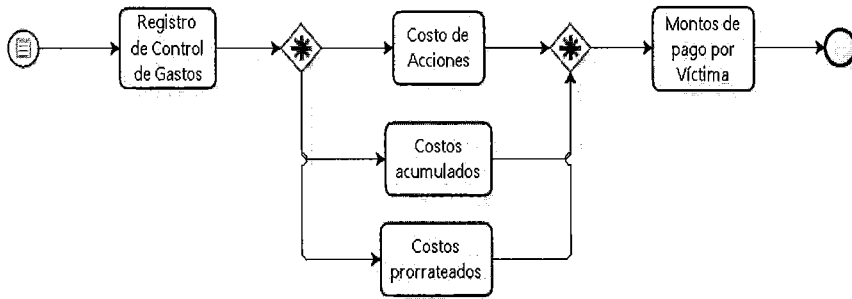 Registro
de Control
de Gastos
Costo de
Acciones
Montos de
pago por
Víctima
Costos
acumulados
Costos
prorrateados